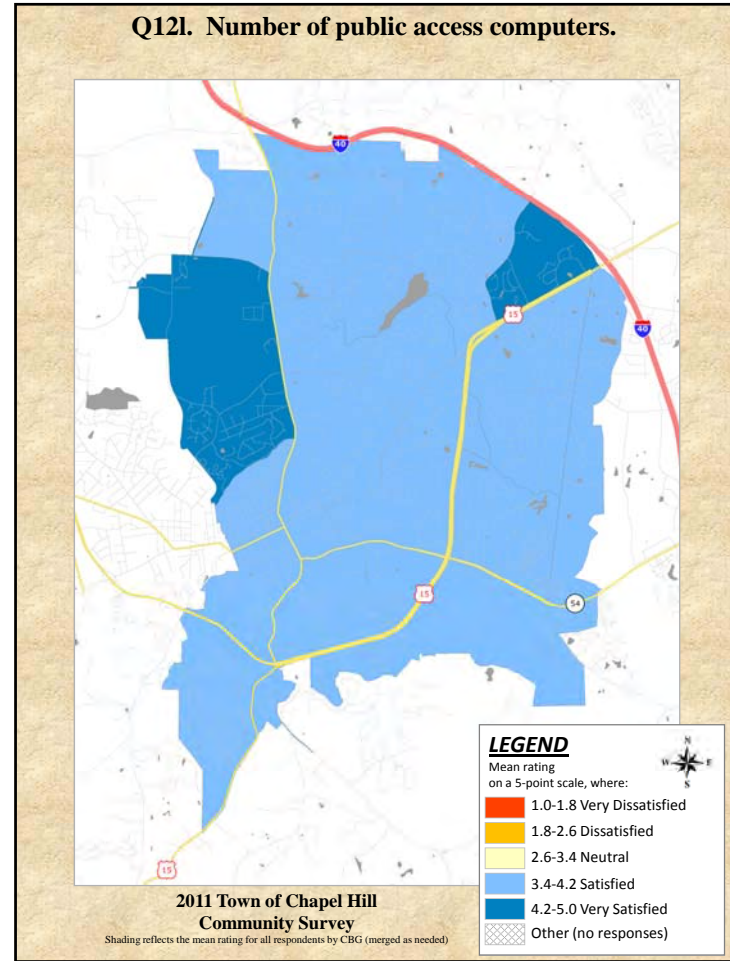 Q12l. Number of public access computers.
40
15
40
15
54
15
LEGEND
Mean rating
on a 5-point scale, where:
N
W E
S
1.0-1.8 Very Dissatisfied
1.8-2.6 Dissatisfied
2.6-3.4 Neutral
3.4-4.2 Satisfied
4.2-5.0 Very Satisfied
Other (no responses)
2011 Town of Chapel Hill
Community Survey
Shading reflects the mean rating for all respondents by CBG (merged as needed)